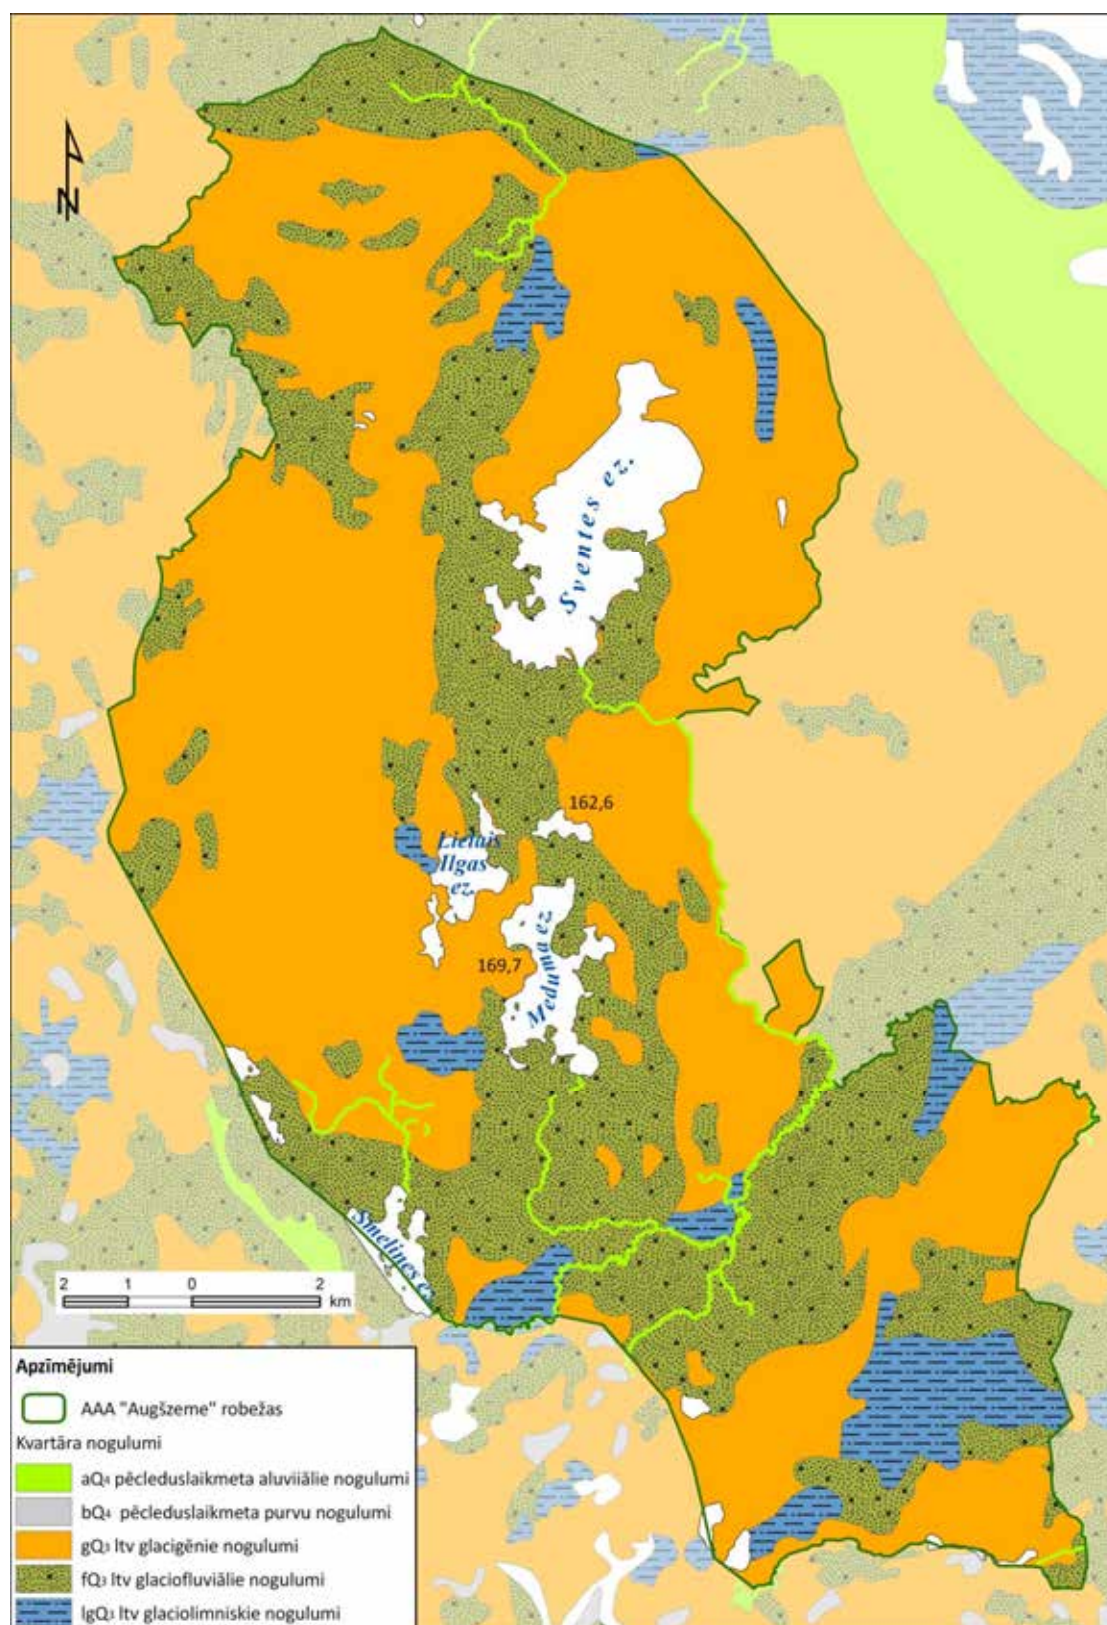 N
Sventes ez.
162,6
Lielais
Ilgas
ez.
Meduma ez
169,7
Smelines ez
2 1 0 2
km
Apzīmējumi
AAA "Augšzeme" robežas
Kvartāra nogulumi
aQ4 pēcleduslaikmeta aluviiālie nogulumi
bQ4 pēcleduslaikmeta purvu nogulumi
gQ3 ltv glacigēnie nogulumi
fQ3 ltv glaciofluviālie nogulumi
lgQ3 ltv glaciolimniskie nogulumi